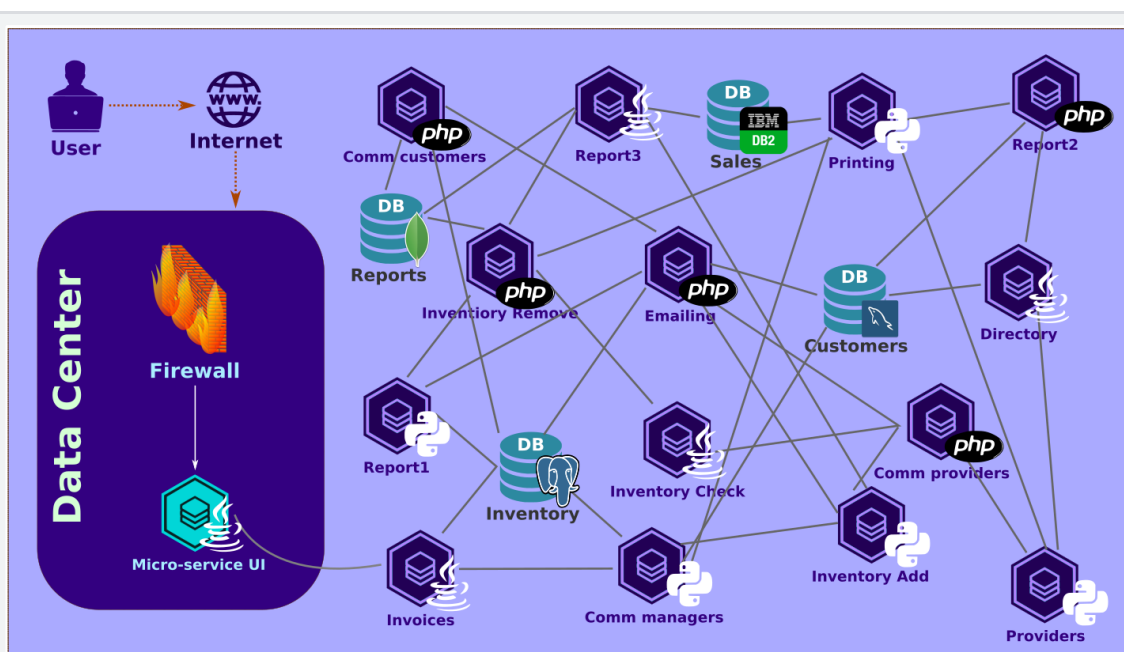 User
WWW.
Internet
Data Center
Firewall
Micro-service UI
php
Comm customers
Report3
DB
IBM
DB2
Sales
Printing
php
Report2
DB
Reports
php
Inventiory Remove
php
Emailing
DB
Customers
Directory
Report1
DB
Inventory
Inventory Check
php
Comm providers
Invoices
Comm managers
Inventory Add
Providers